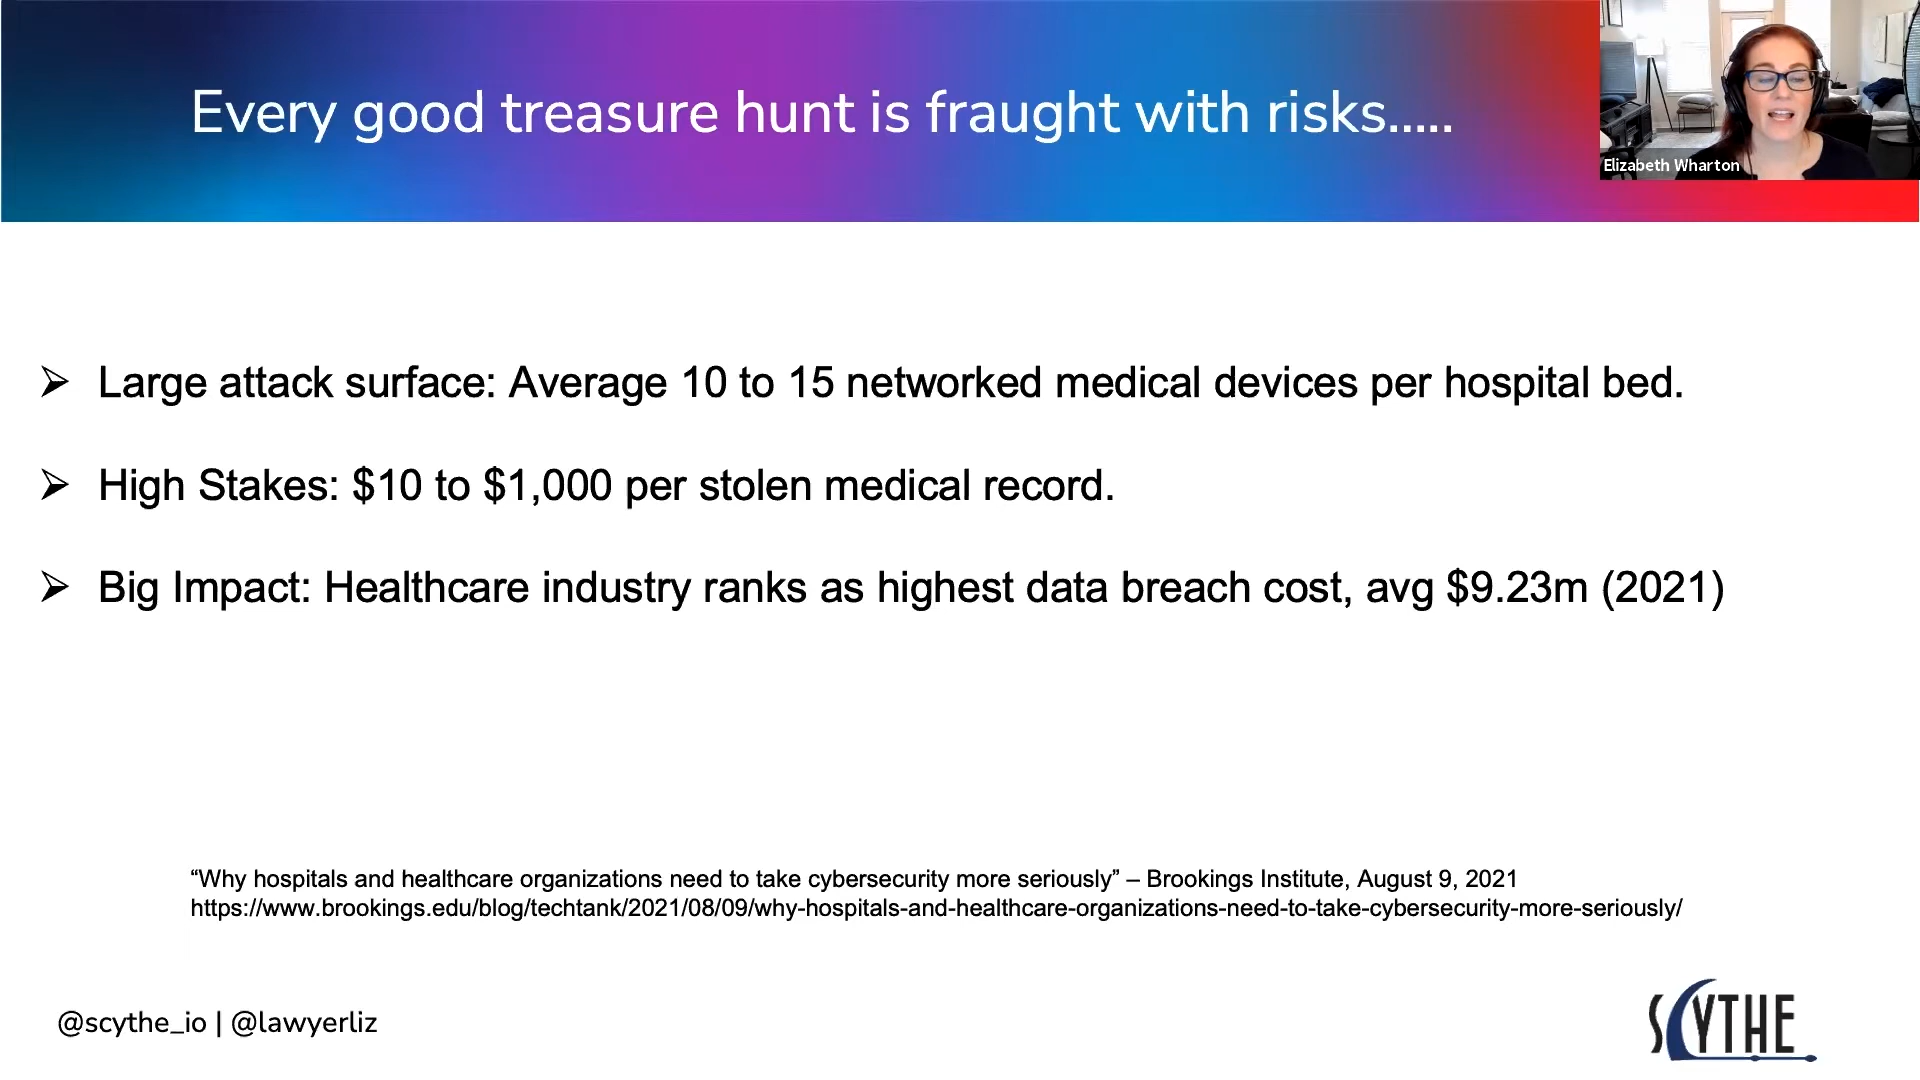 Every good treasure hunt is fraught with risks.....
Elizabeth Wharton
➢ Large attack surface: Average 10 to 15 networked medical devices per hospital bed.
➢ High Stakes: $10 to $1,000 per stolen medical record.
➢ Big Impact: Healthcare industry ranks as highest data breach cost, avg $9.23m (2021)
“Why hospitals and healthcare organizations need to take cybersecurity more seriously” – Brookings Institute, August 9, 2021
https://www.brookings.edu/blog/techtank/2021/08/09/why-hospitals-and-healthcare-organizations-need-to-take-cybersecurity-more-seriously/
@scythe_io | @lawyerliz
SCYTHE